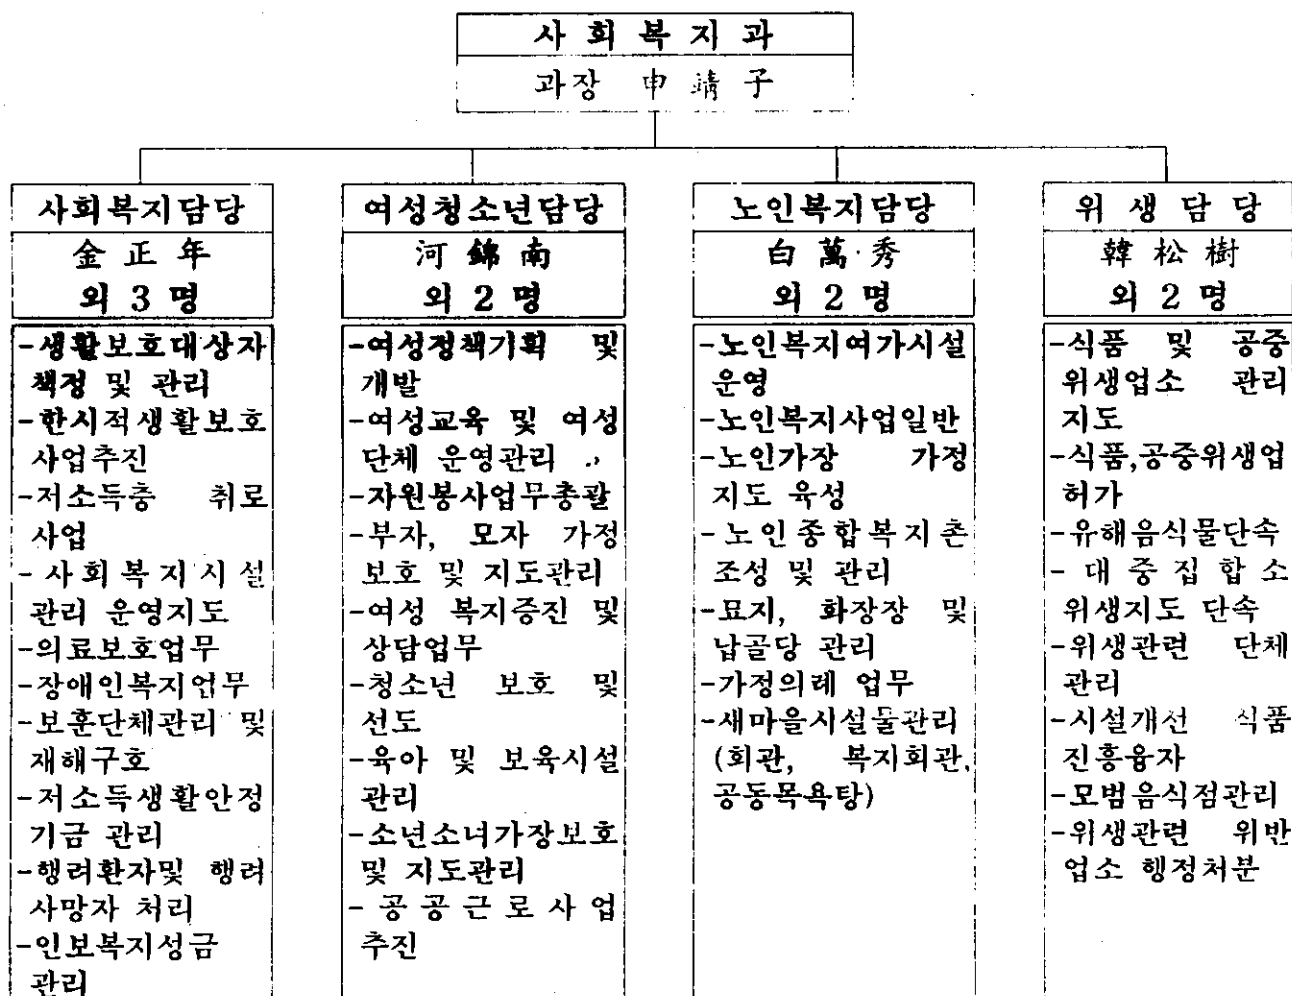 사회복지과
과장 申靖子
사회복지담당
金正年
외 3 명
-생활보호대상자
책정 및 관리
-한시적생활보호
사업추진
-저소득층 취로
사업
-사회복지시설
관리 운영지도
-의료보호업무
-장애인복지업무
-보훈단체관리 및
재해구호
-저소득생활안정
기금 관리
-행려환자및 행려
사망자 처리
-인보복지성금
관리
여성청소년담당
河錦南
외 2 명
-여성정책기획 및
개발
-여성교육 및 여성
단체 운영관리
-자원봉사업무총괄
-부자, 모자 가정
보호 및 지도관리
-여성 복지증진 및
상담업무
-청소년 보호 및
선도
-육아 및 보육시설
관리
-소년소녀가장보호
및 지도관리
-공공근로사업
추진
노인복지담당
白萬秀
외 2 명
-노인복지여가시설
운영
-노인복지사업일반
-노인가장 가정
지도 육성
-노인종합복지촌
조성 및 관리
-묘지, 화장장 및
납골당 관리
-가정의례 업무
-새마을시설물관리
(회관, 복지회관,
공동목욕탕)
위생담당
韓松樹
외 2 명
-식품 및 공중
위생업소 관리
지도
-식품,공중위생업
허가
-유해음식물단속
-대중집합소
위생지도 단속
-위생관련 단체
관리
-시설개선 식품
진흥융자
-모범음식점관리
-위생관련 위반
업소 행정처분